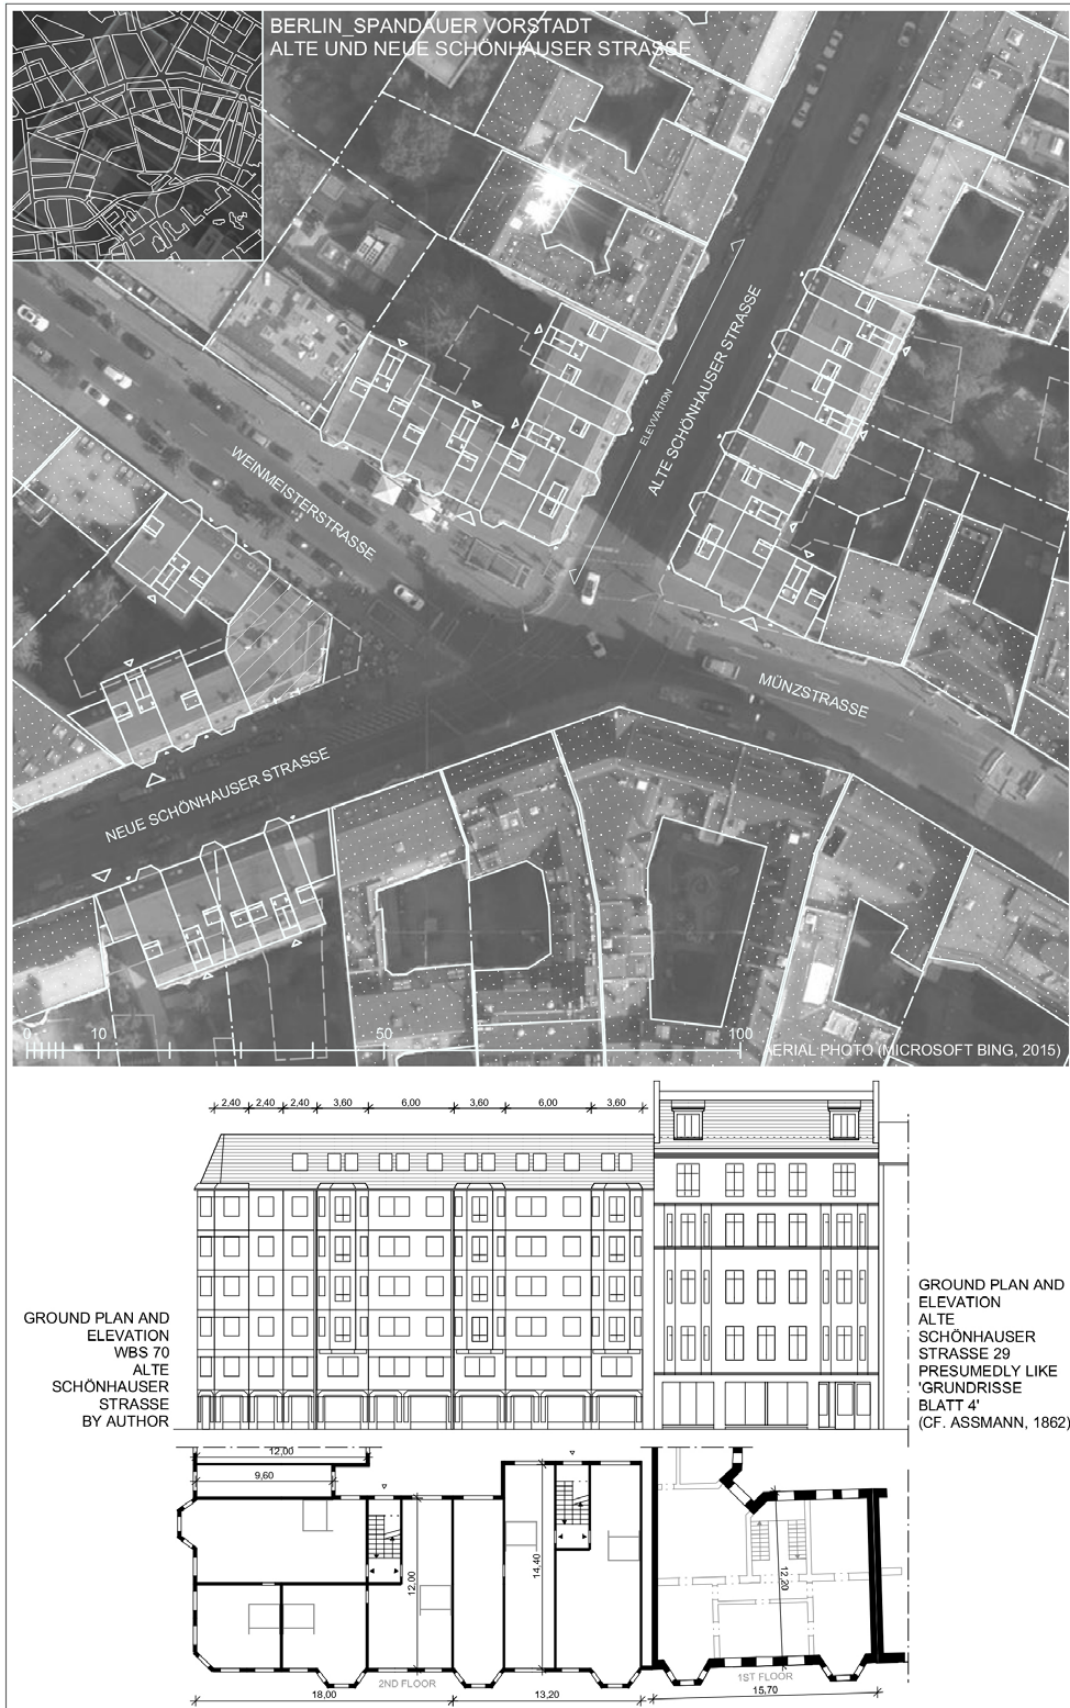 BERLIN_SPANDAUER VORSTADT
ALTE UND NEUE SCHÖNHAUSER STRASSE
ELEVATION
ALTE SCHÖNHAUSER STRASSE
WEINMEISTERSTRASSE
MÜNZSTRASSE
NEUE SCHÖNHAUSER STRASSE
0 10 50 100
AERIAL PHOTO (MICROSOFT BING, 2015)
2,40 2,40 2,40 3,60 6,00 3,60 6,00 3,60
GROUND PLAN AND
ELEVATION
WBS 70
ALTE
SCHÖNHAUSER
STRASSE
BY AUTHOR
GROUND PLAN AND
ELEVATION
ALTE
SCHÖNHAUSER
STRASSE 29
PRESUMEDLY LIKE
'GRUNDRISSE
BLATT 4'
(CF. ASSMANN, 1862)
12,00
9,60
12,00
14,40
12,20
2ND FLOOR
1ST FLOOR
18,00
13,20
15,70